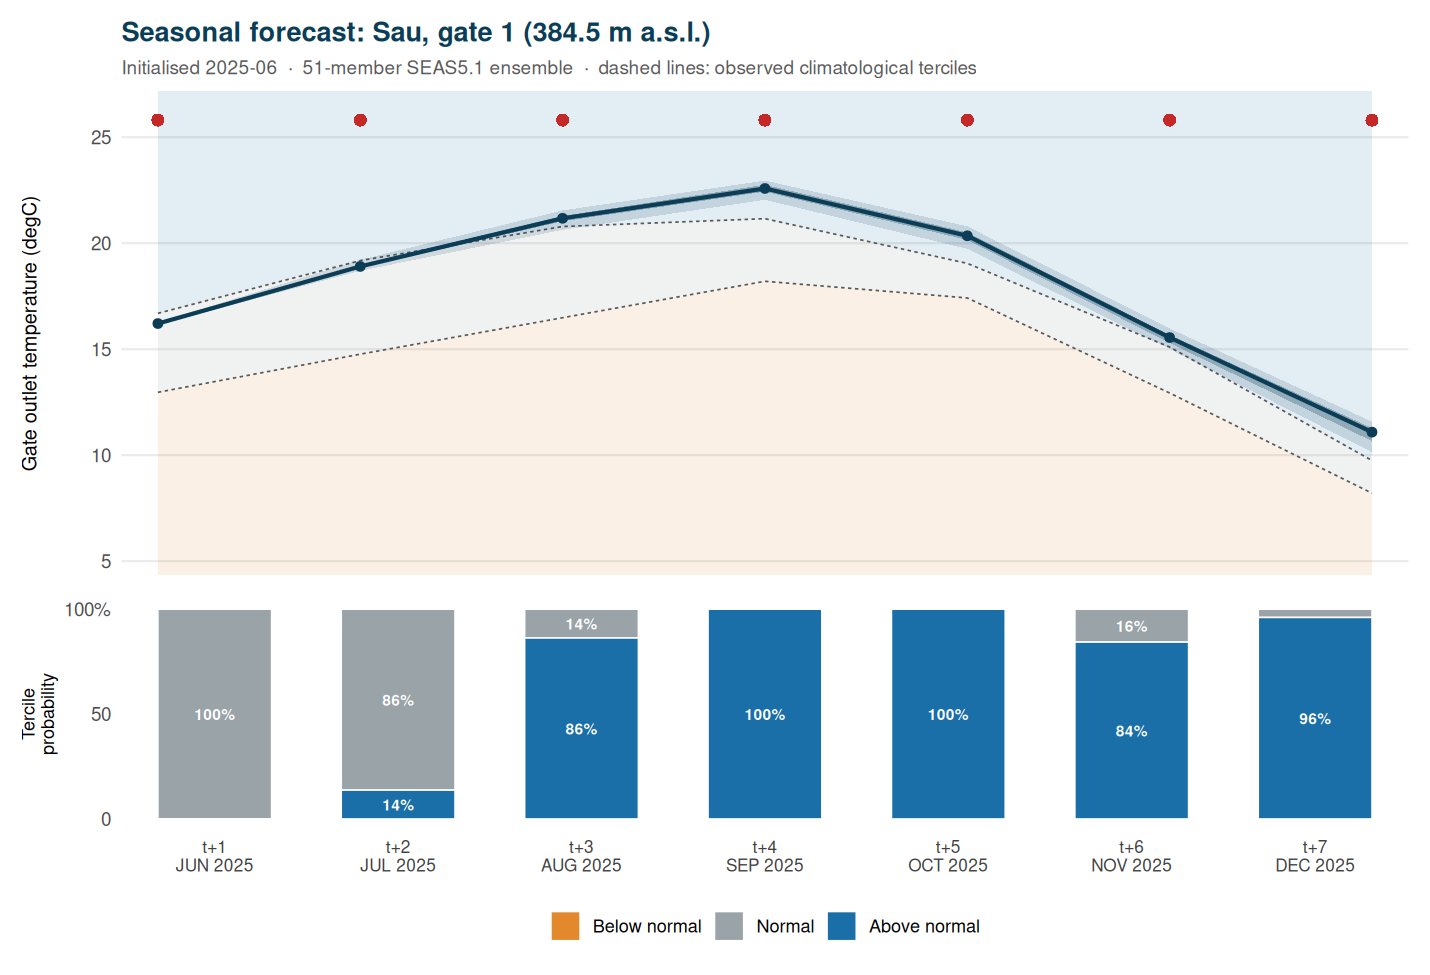 Seasonal forecast: Sau, gate 1 (384.5 m a.s.l.)
Initialised 2025-06 · 51-member SEAS5.1 ensemble · dashed lines: observed climatological terciles
Gate outlet temperature (degC)
25
20
15
10
5
Tercile
probability
100%
50
0
100%
86%
14%
14%
86%
100%
100%
16%
84%
96%
t+1
JUN 2025
t+2
JUL 2025
t+3
AUG 2025
t+4
SEP 2025
t+5
OCT 2025
t+6
NOV 2025
t+7
DEC 2025
Below normal
Normal
Above normal